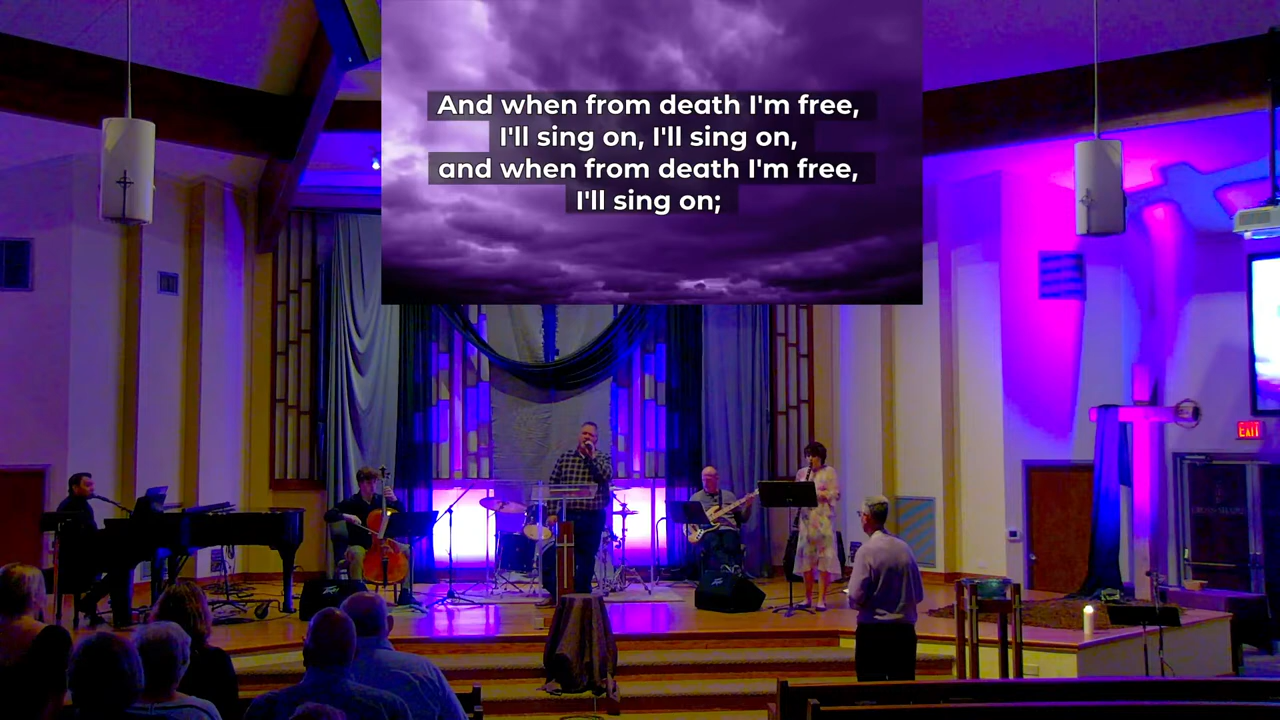 And when from death I'm free,
I'll sing on, I'll sing on,
and when from death I'm free,
I'll sing on;
EXIT
PEAVEY